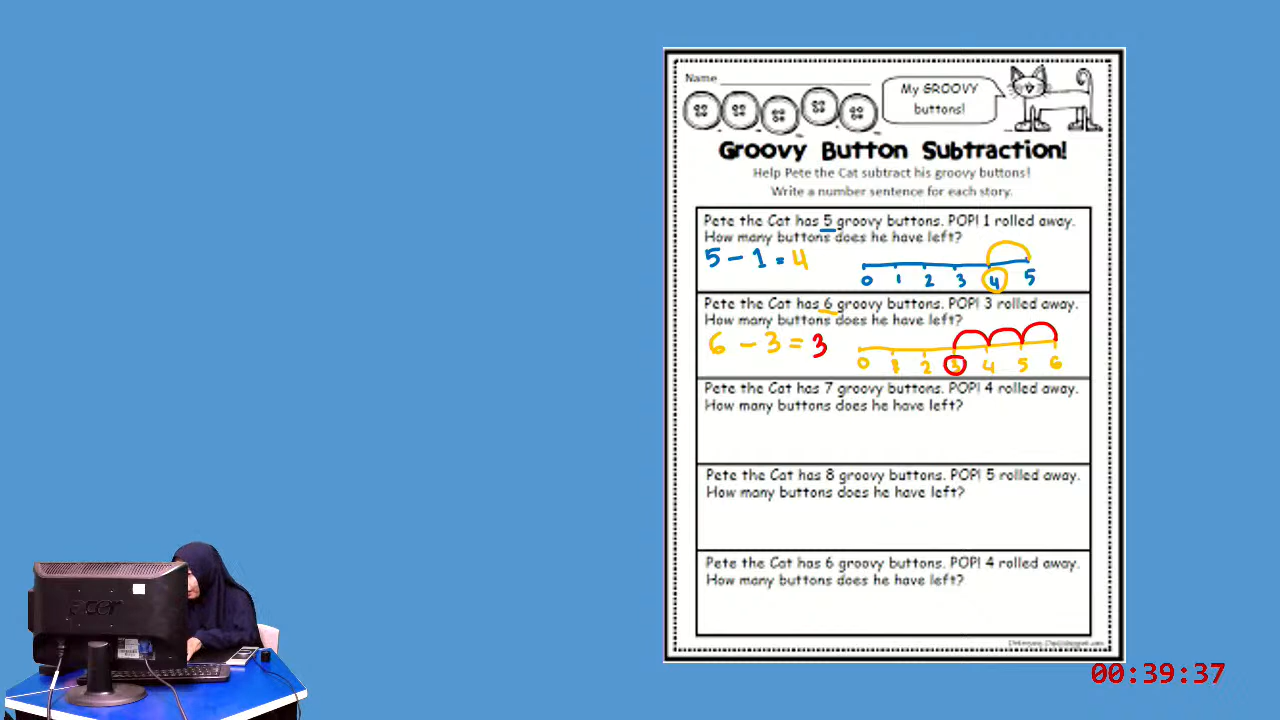 Name
My GROOVY
buttons!
Groovy Button Subtraction!
Help Pete the Cat subtract his groovy buttons!
Write a number sentence for each story.
Pete the Cat has 5 groovy buttons. POP! 1 rolled away.
How many buttons does he have left?
5 - 1 = 4
0 1 2 3 4 5
Pete the Cat has 6 groovy buttons. POP! 3 rolled away.
How many buttons does he have left?
6 - 3 = 3
0 1 2 3 4 5 6
Pete the Cat has 7 groovy buttons. POP! 4 rolled away.
How many buttons does he have left?
Pete the Cat has 8 groovy buttons. POP! 5 rolled away.
How many buttons does he have left?
Pete the Cat has 6 groovy buttons. POP! 4 rolled away.
How many buttons does he have left?
acer
00:39:37